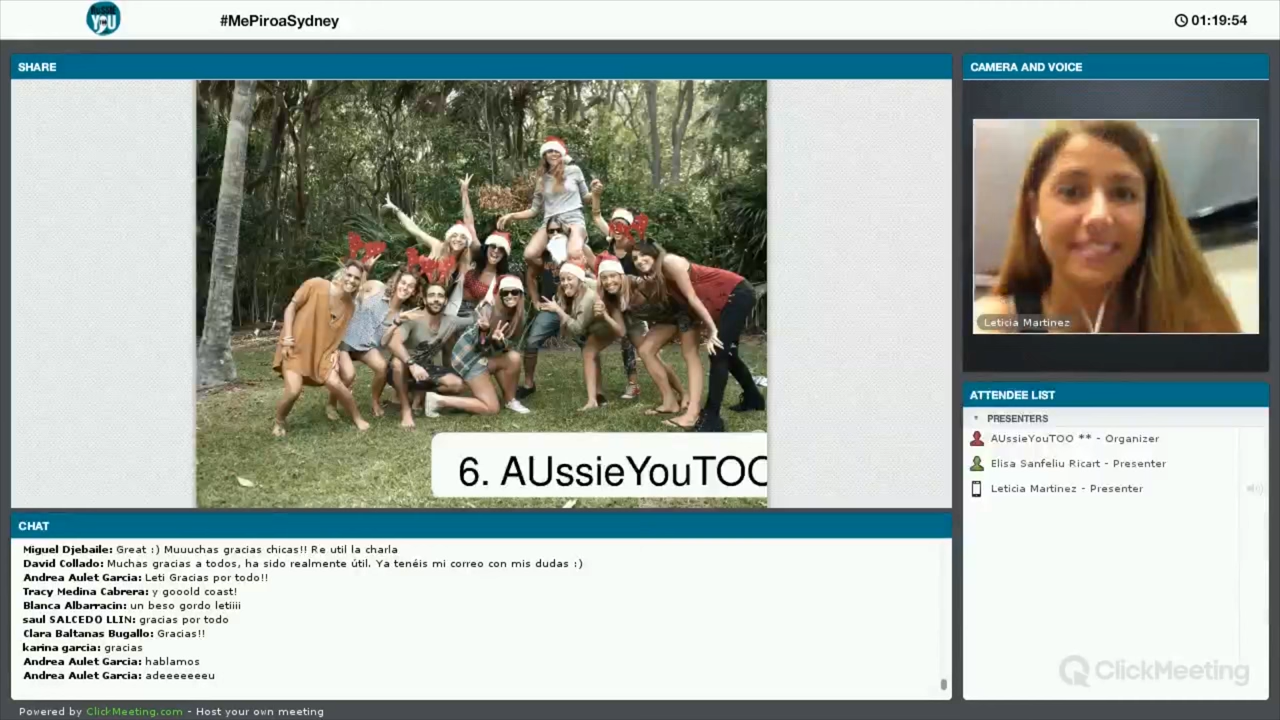 AUSSIE
YOU
#MePiroaSydney
01:19:54
SHARE
6. AUssieYouTOO
CAMERA AND VOICE
Leticia Martinez
ATTENDEE LIST
PRESENTERS
AUssieYouTOO ** - Organizer
Elisa Sanfeliu Ricart - Presenter
Leticia Martinez - Presenter
CHAT
Miguel Djebaile: Great :) Muuuchas gracias chicas!! Re util la charla
David Collado: Muchas gracias a todos, ha sido realmente útil. Ya tenéis mi correo con mis dudas :)
Andrea Aulet Garcia: Leti Gracias por todo!!
Tracy Medina Cabrera: y gooold coast!
Blanca Albarracin: un beso gordo letiiii
saul SALCEDO LLIN: gracias por todo
Clara Baltanas Bugallo: Gracias!!
karina garcia: gracias
Andrea Aulet Garcia: hablamos
Andrea Aulet Garcia: adeeeeeeeu
ClickMeeting
Powered by ClickMeeting.com - Host your own meeting